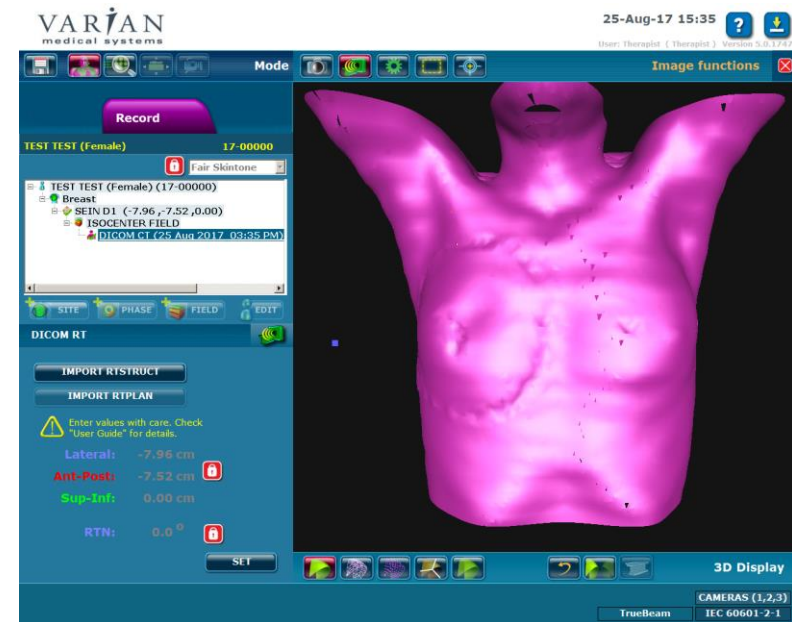 VARIAN
medical systems
25-Aug-17 15:35
User: Therapist ( Therapist ) Version 5.0.1747
Mode
Image functions
Record
TEST TEST (Female) 17-00000
Fair Skintone
TEST TEST (Female) (17-00000)
Breast
SEIN D1 (-7.96 ,-7.52 ,0.00)
ISOCENTER FIELD
DICOM CT (25 Aug 2017 03:35 PM)
SITE PHASE FIELD EDIT
DICOM RT
IMPORT RTSTRUCT
IMPORT RTPLAN
Enter values with care. Check
"User Guide" for details.
Lateral: -7.96 cm
Ant-Post: -7.52 cm
Sup-Inf: 0.00 cm
RTN: 0.0 °
SET
3D Display
CAMERAS (1,2,3)
TrueBeam IEC 60601-2-1